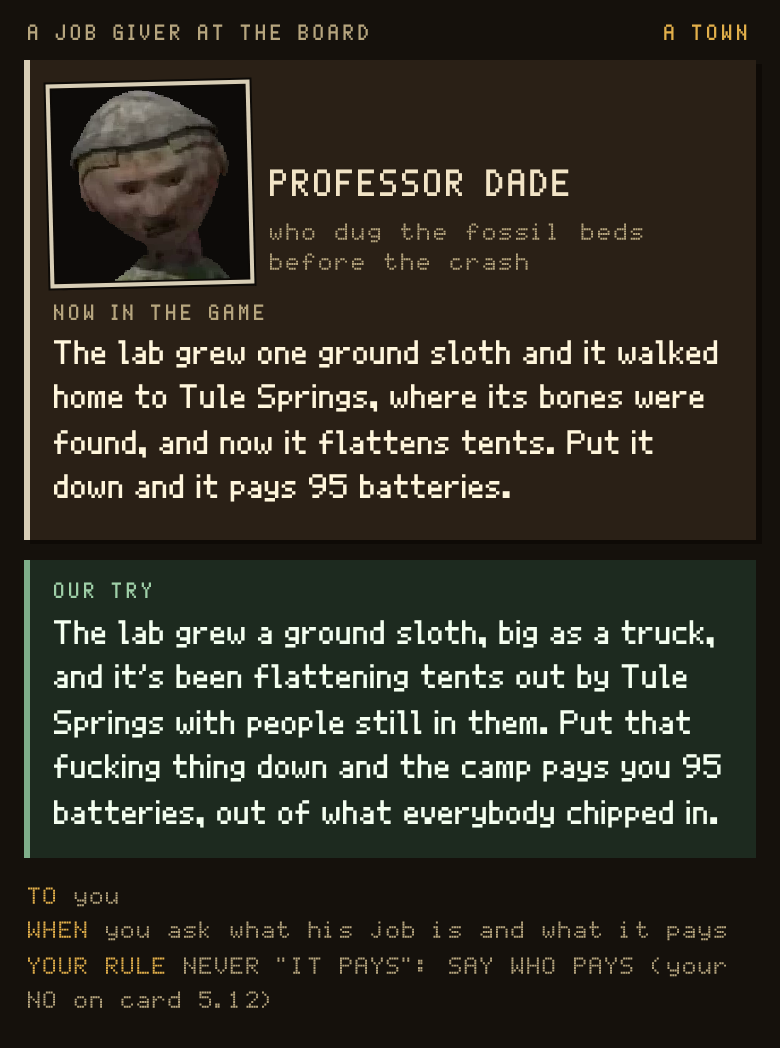 A JOB GIVER AT THE BOARD
A TOWN
PROFESSOR DADE
who dug the fossil beds
before the crash
NOW IN THE GAME
The lab grew one ground sloth and it walked
home to Tule Springs, where its bones were
found, and now it flattens tents. Put it
down and it pays 95 batteries.
OUR TRY
The lab grew a ground sloth, big as a truck,
and it's been flattening tents out by Tule
Springs with people still in them. Put that
fucking thing down and the camp pays you 95
batteries, out of what everybody chipped in.
TO you
WHEN you ask what his job is and what it pays
YOUR RULE NEVER "IT PAYS": SAY WHO PAYS (your
NO on card 5.12)